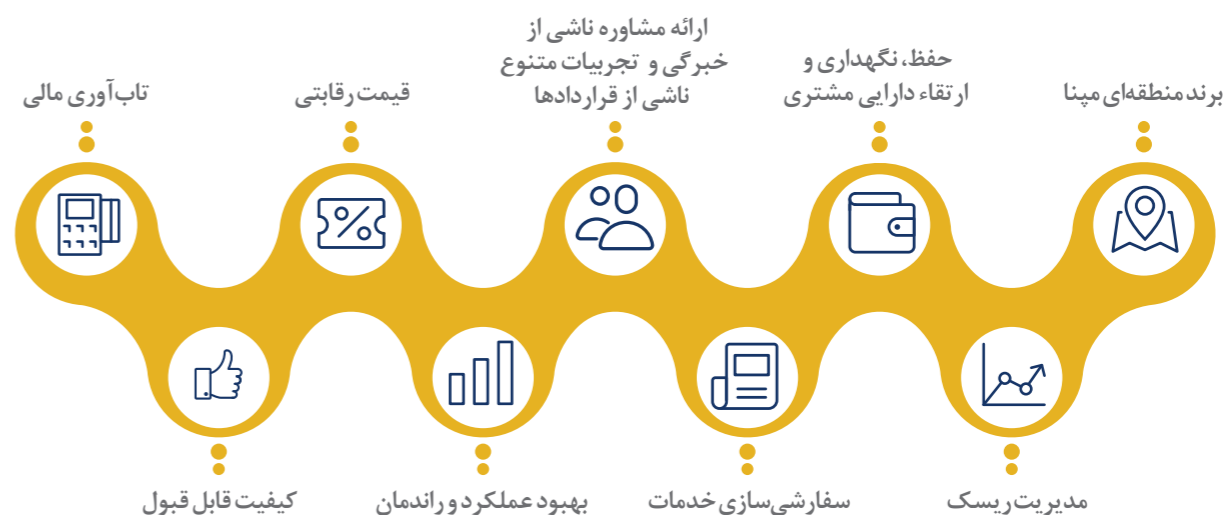 برند منطقه‌ای مپنا
حفظ، نگهداری و
ارتقاء دارایی مشتری
ارائه مشاوره ناشی از
خبرگی و تجربیات متنوع
ناشی از قراردادها
قیمت رقابتی
تاب‌آوری مالی
مدیریت ریسک
سفارشی‌سازی خدمات
بهبود عملکرد و راندمان
کیفیت قابل قبول